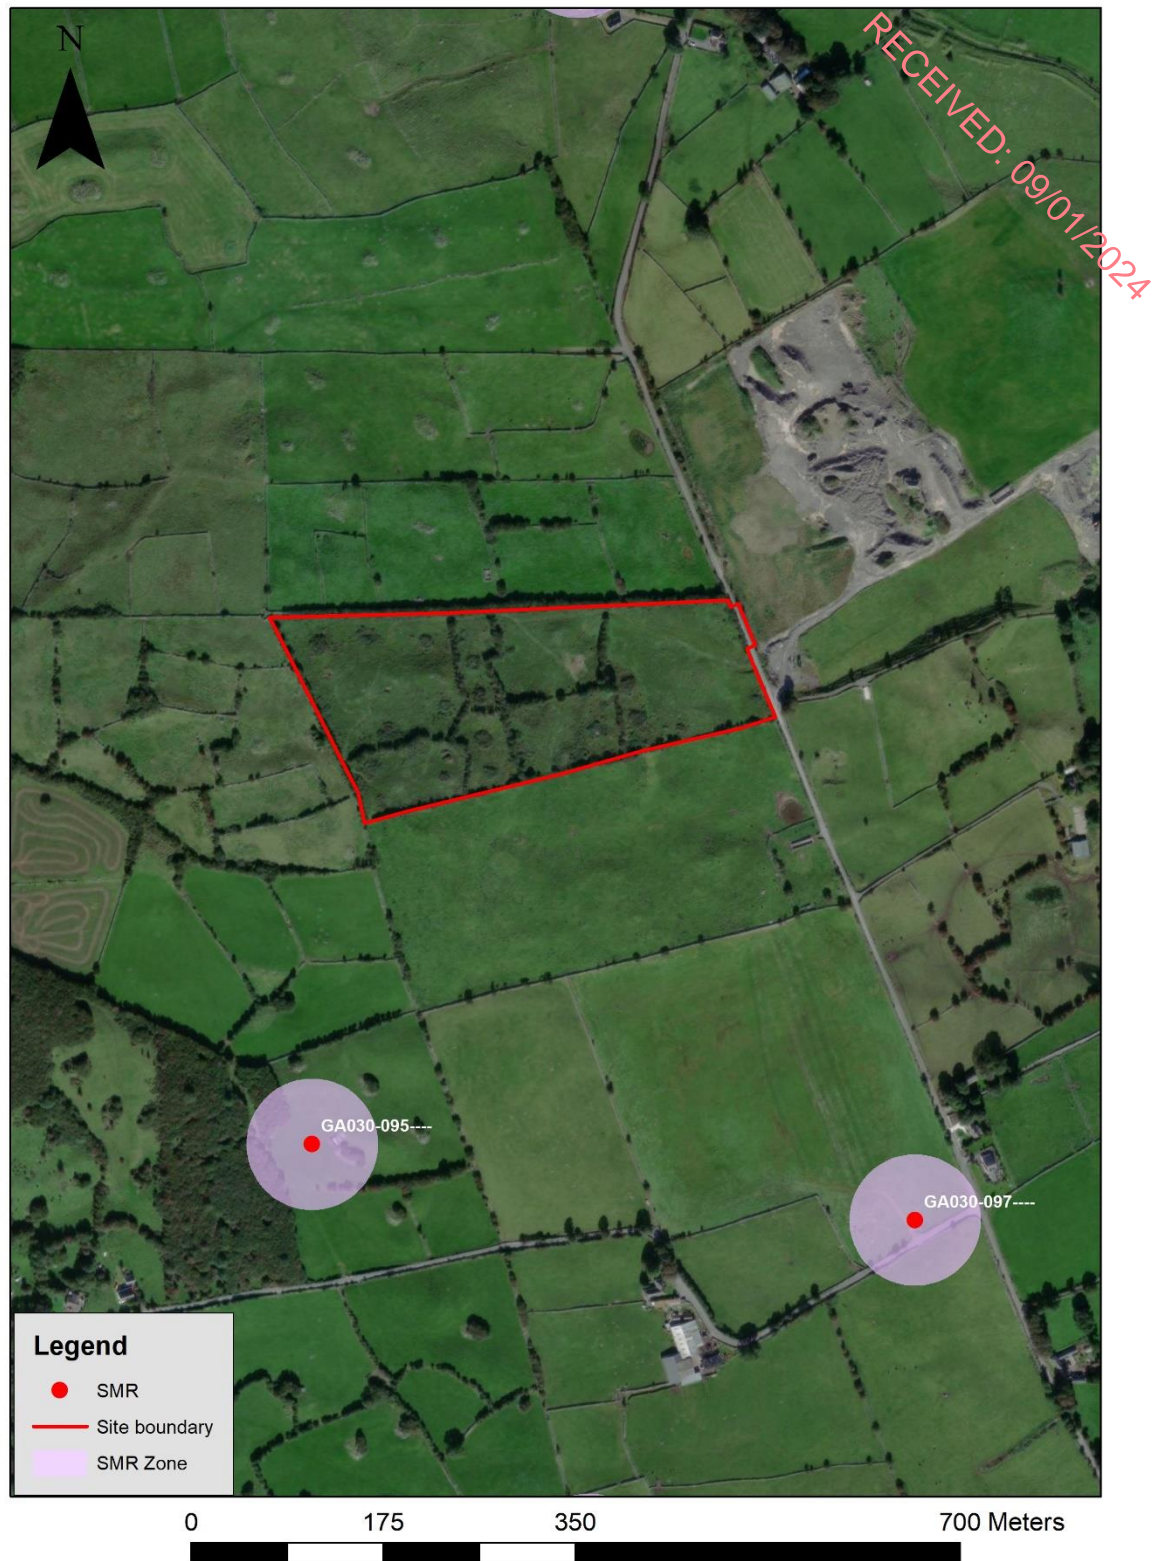 N
RECEIVED: 09/01/2024
GA030-095----
GA030-097----
Legend
SMR
Site boundary
SMR Zone
0 175 350 700 Meters